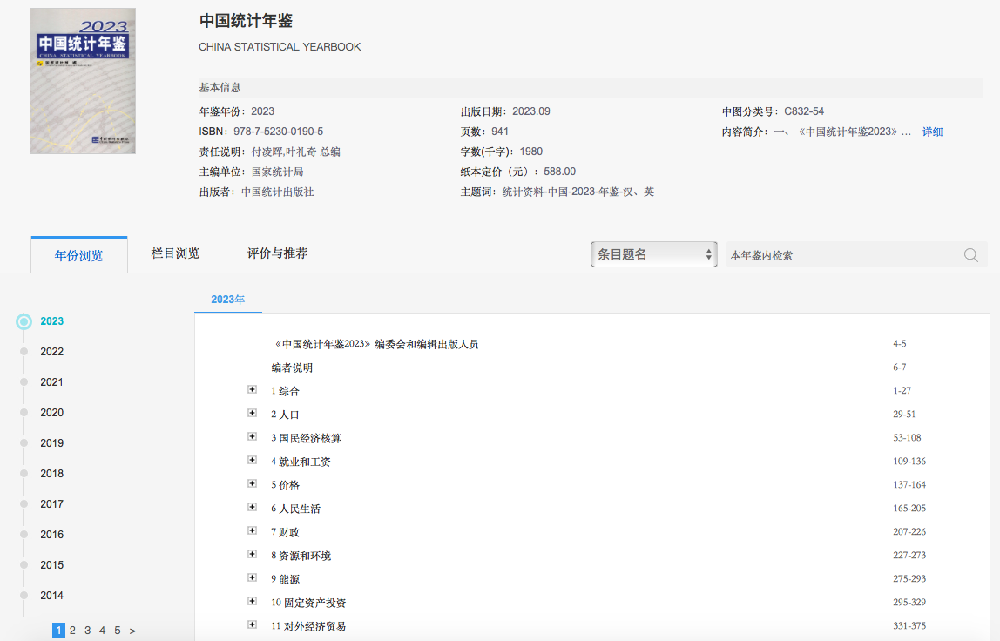 2023
中国统计年鉴
CHINA STATISTICAL YEARBOOK
中国统计年鉴
CHINA STATISTICAL YEARBOOK
基本信息
年鉴年份： 2023
出版日期： 2023.09
中图分类号： C832-54
ISBN： 978-7-5230-0190-5
页数： 941
内容简介： 一、《中国统计年鉴2023》… 详细
责任说明： 付凌晖,叶礼奇 总编
字数(千字)： 1980
主编单位： 国家统计局
纸本定价（元）： 588.00
出版者： 中国统计出版社
主题词： 统计资料-中国-2023-年鉴-汉、英
年份浏览
栏目浏览
评价与推荐
条目题名
本年鉴内检索
2023年
2023
2022
2021
2020
2019
2018
2017
2016
2015
2014
1 2 3 4 5 >
《中国统计年鉴2023》编委会和编辑出版人员 4-5
编者说明 6-7
1 综合 1-27
2 人口 29-51
3 国民经济核算 53-108
4 就业和工资 109-136
5 价格 137-164
6 人民生活 165-205
7 财政 207-226
8 资源和环境 227-273
9 能源 275-293
10 固定资产投资 295-329
11 对外经济贸易 331-375